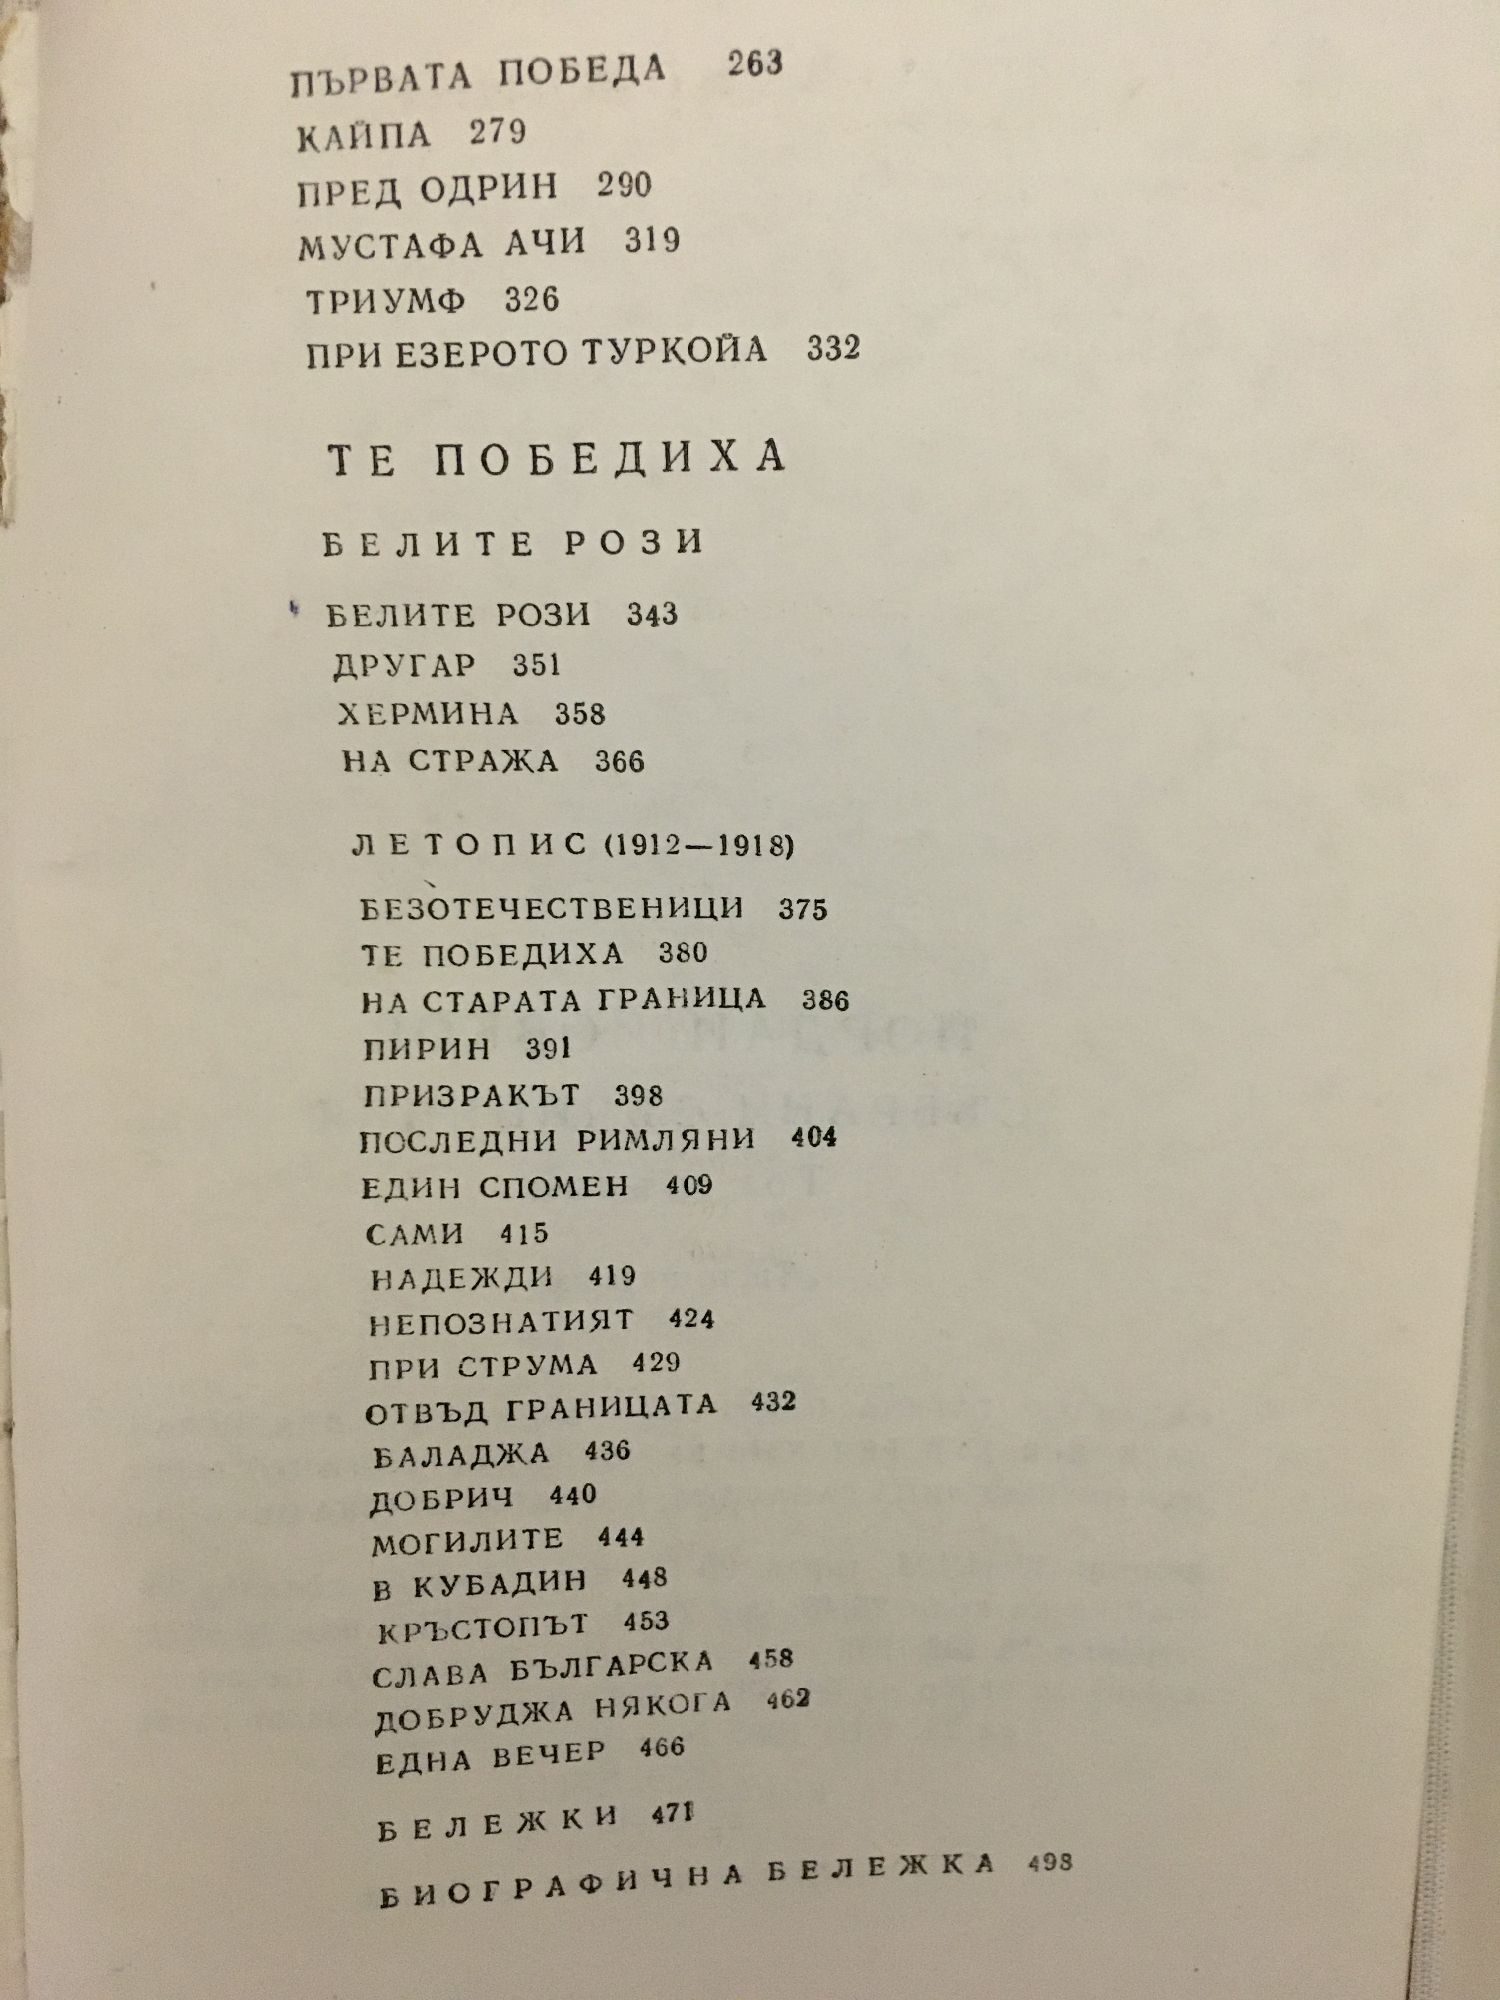 ПЪРВАТА ПОБЕДА 263
КАЙПА 279
ПРЕД ОДРИН 290
МУСТАФА АЧИ 319
ТРИУМФ 326
ПРИ ЕЗЕРОТО ТУРКОЙА 332
ТЕ ПОБЕДИХА
БЕЛИТЕ РОЗИ
БЕЛИТЕ РОЗИ 343
ДРУГАР 351
ХЕРМИНА 358
НА СТРАЖА 366
ЛЕТОПИС (1912—1918)
БЕЗОТЕЧЕСТВЕНИЦИ 375
ТЕ ПОБЕДИХА 380
НА СТАРАТА ГРАНИЦА 386
ПИРИН 391
ПРИЗРАКЪТ 398
ПОСЛЕДНИ РИМЛЯНИ 404
ЕДИН СПОМЕН 409
САМИ 415
НАДЕЖДИ 419
НЕПОЗНАТИЯТ 424
ПРИ СТРУМА 429
ОТВЪД ГРАНИЦАТА 432
БАЛАДЖА 436
ДОБРИЧ 440
МОГИЛИТЕ 444
В КУБАДИН 448
КРЪСТОПЪТ 453
СЛАВА БЪЛГАРСКА 458
ДОБРУДЖА НЯКОГА 462
ЕДНА ВЕЧЕР 466
БЕЛЕЖКИ 471
БИОГРАФИЧНА БЕЛЕЖКА 498